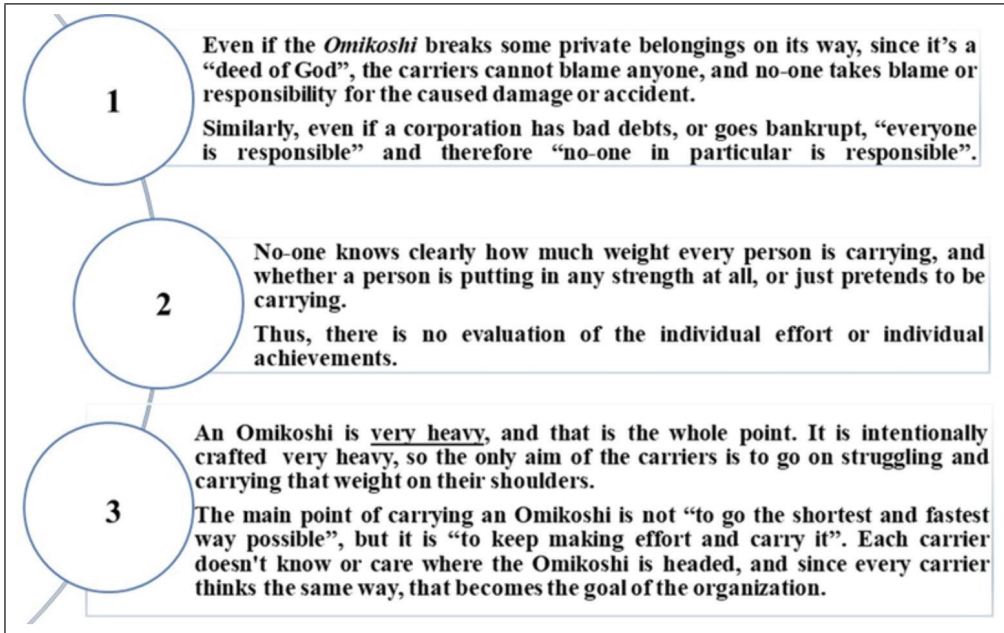 1
Even if the Omikoshi breaks some private belongings on its way, since it’s a
“deed of God”, the carriers cannot blame anyone, and no-one takes blame or
responsibility for the caused damage or accident.
Similarly, even if a corporation has bad debts, or goes bankrupt, “everyone
is responsible” and therefore “no-one in particular is responsible”.
2
No-one knows clearly how much weight every person is carrying, and
whether a person is putting in any strength at all, or just pretends to be
carrying.
Thus, there is no evaluation of the individual effort or individual
achievements.
3
An Omikoshi is very heavy, and that is the whole point. It is intentionally
crafted very heavy, so the only aim of the carriers is to go on struggling and
carrying that weight on their shoulders.
The main point of carrying an Omikoshi is not “to go the shortest and fastest
way possible”, but it is “to keep making effort and carry it”. Each carrier
doesn't know or care where the Omikoshi is headed, and since every carrier
thinks the same way, that becomes the goal of the organization.